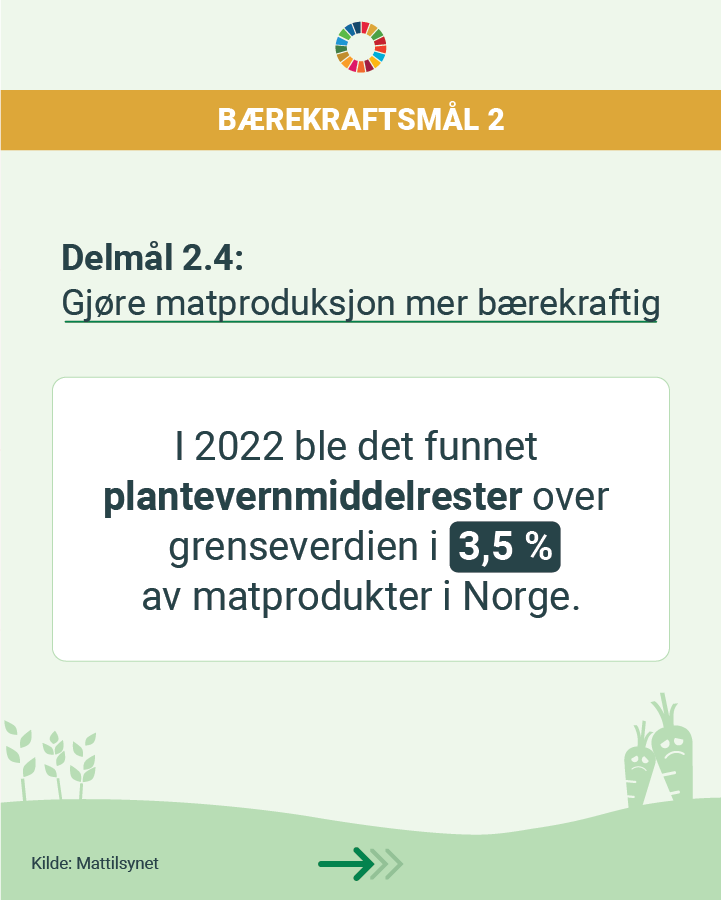 BÆREKRAFTSMÅL 2
Delmål 2.4:
Gjøre matproduksjon mer bærekraftig
I 2022 ble det funnet
plantevernmiddelrester over
grenseverdien i 3,5 %
av matprodukter i Norge.
Kilde: Mattilsynet